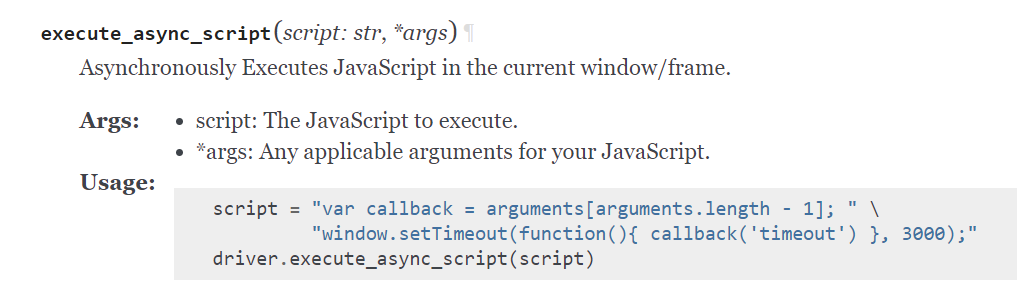 execute_async_script(script: str, *args) ¶
Asynchronously Executes JavaScript in the current window/frame.
Args:
• script: The JavaScript to execute.
• *args: Any applicable arguments for your JavaScript.
Usage:
script = "var callback = arguments[arguments.length - 1]; " \
"window.setTimeout(function(){ callback('timeout') }, 3000);"
driver.execute_async_script(script)